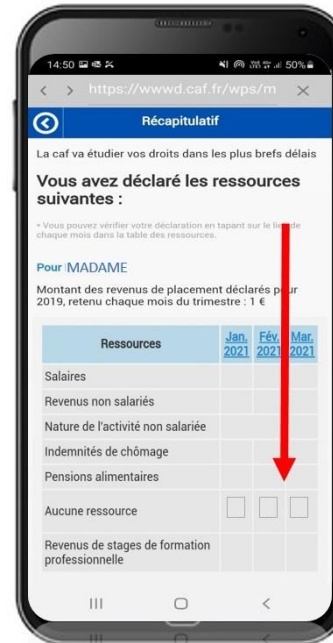 14:50 50%
https://wwwd.caf.fr/wps/m
Récapitulatif
La caf va étudier vos droits dans les plus brefs délais
Vous avez déclaré les ressources
suivantes :
• Vous pouvez vérifier votre déclaration en tapant sur le lien de
chaque mois dans la table des ressources.
Pour MADAME
Montant des revenus de placement déclarés pour
2019, retenu chaque mois du trimestre : 1 €
Ressources Jan. Fév. Mar.
2021 2021 2021
Salaires
Revenus non salariés
Nature de l'activité non salariée
Indemnités de chômage
Pensions alimentaires
Aucune ressource
Revenus de stages de formation
professionnelle